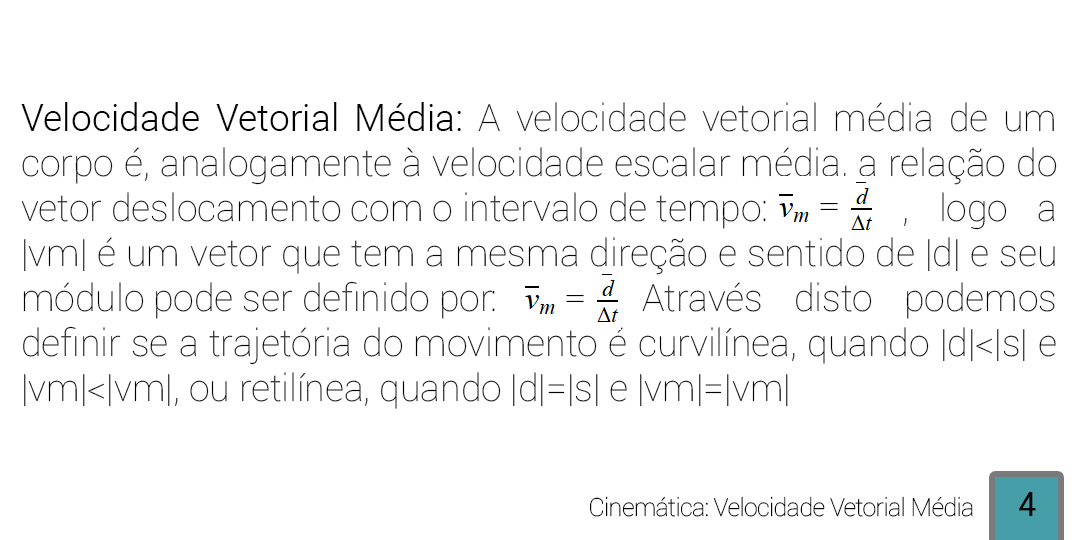 Velocidade Vetorial Média: A velocidade vetorial média de um
corpo é, analogamente à velocidade escalar média. a relação do
vetor deslocamento com o intervalo de tempo: v̅m = d̅/Δt , logo a
|vm| é um vetor que tem a mesma direção e sentido de |d| e seu
módulo pode ser definido por: v̅m = d̅/Δt Através disto podemos
definir se a trajetória do movimento é curvilínea, quando |d|<|s| e
|vm|<|vm|, ou retilínea, quando |d|=|s| e |vm|=|vm|
Cinemática: Velocidade Vetorial Média 4